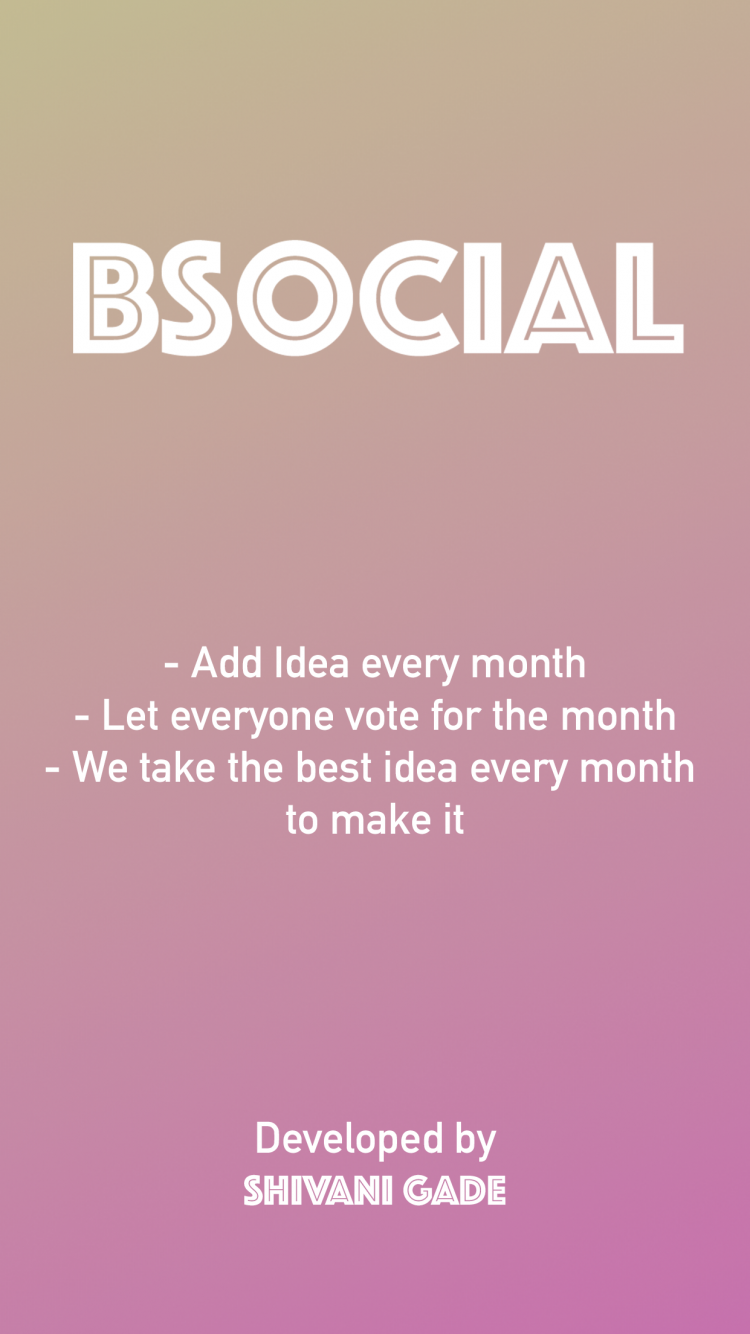 BSOCIAL
- Add Idea every month
- Let everyone vote for the month
- We take the best idea every month
to make it
Developed by
SHIVANI GADE